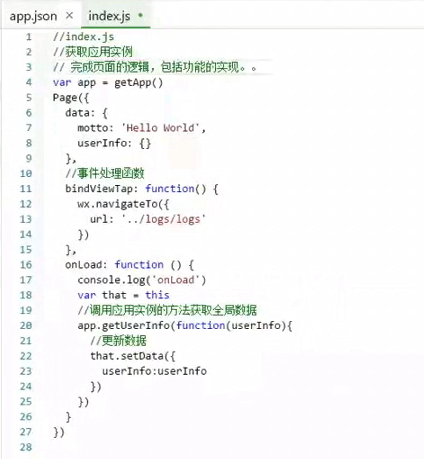 app.json × index.js
1 //index.js
2 //获取应用实例
3 // 完成页面的逻辑，包括功能的实现。。
4 var app = getApp()
5 Page({
6 data: {
7 motto: 'Hello World',
8 userInfo: {}
9 },
10 //事件处理函数
11 bindViewTap: function() {
12 wx.navigateTo({
13 url: '../logs/logs'
14 })
15 },
16 onLoad: function () {
17 console.log('onLoad')
18 var that = this
19 //调用应用实例的方法获取全局数据
20 app.getUserInfo(function(userInfo){
21 //更新数据
22 that.setData({
23 userInfo:userInfo
24 })
25 })
26 }
27 })
28